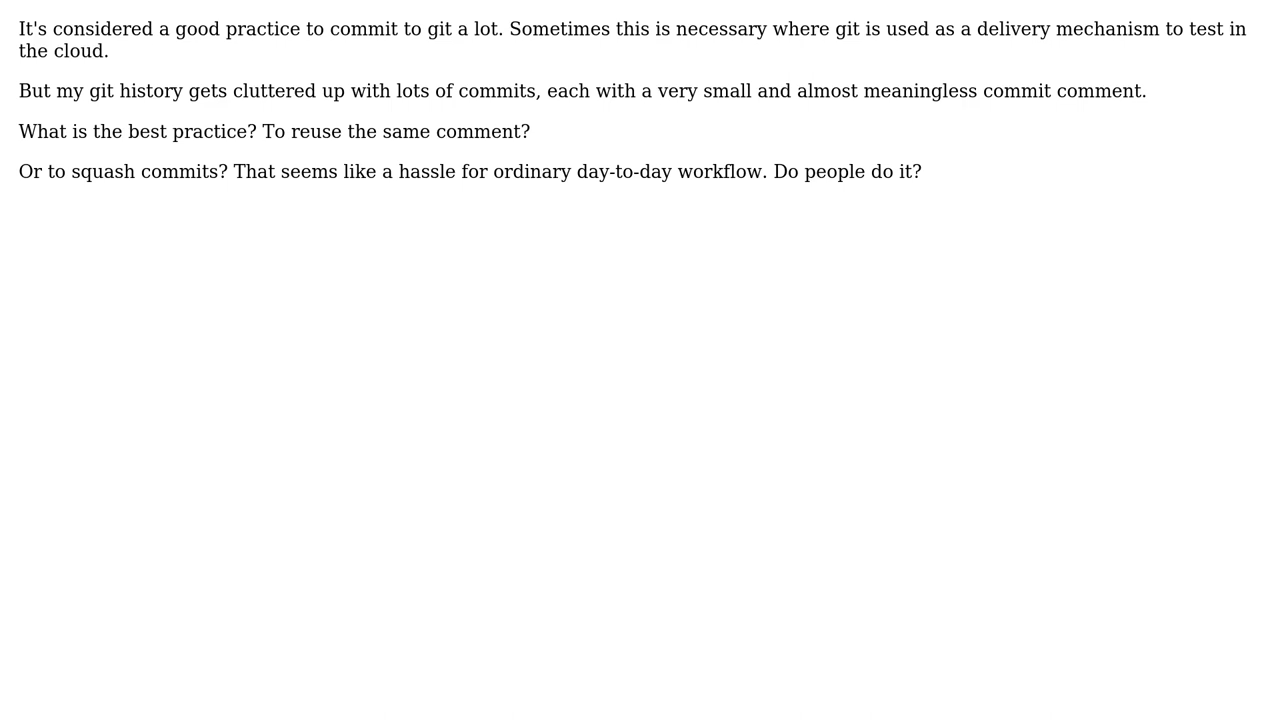 It's considered a good practice to commit to git a lot. Sometimes this is necessary where git is used as a delivery mechanism to test in
the cloud.
But my git history gets cluttered up with lots of commits, each with a very small and almost meaningless commit comment.
What is the best practice? To reuse the same comment?
Or to squash commits? That seems like a hassle for ordinary day-to-day workflow. Do people do it?